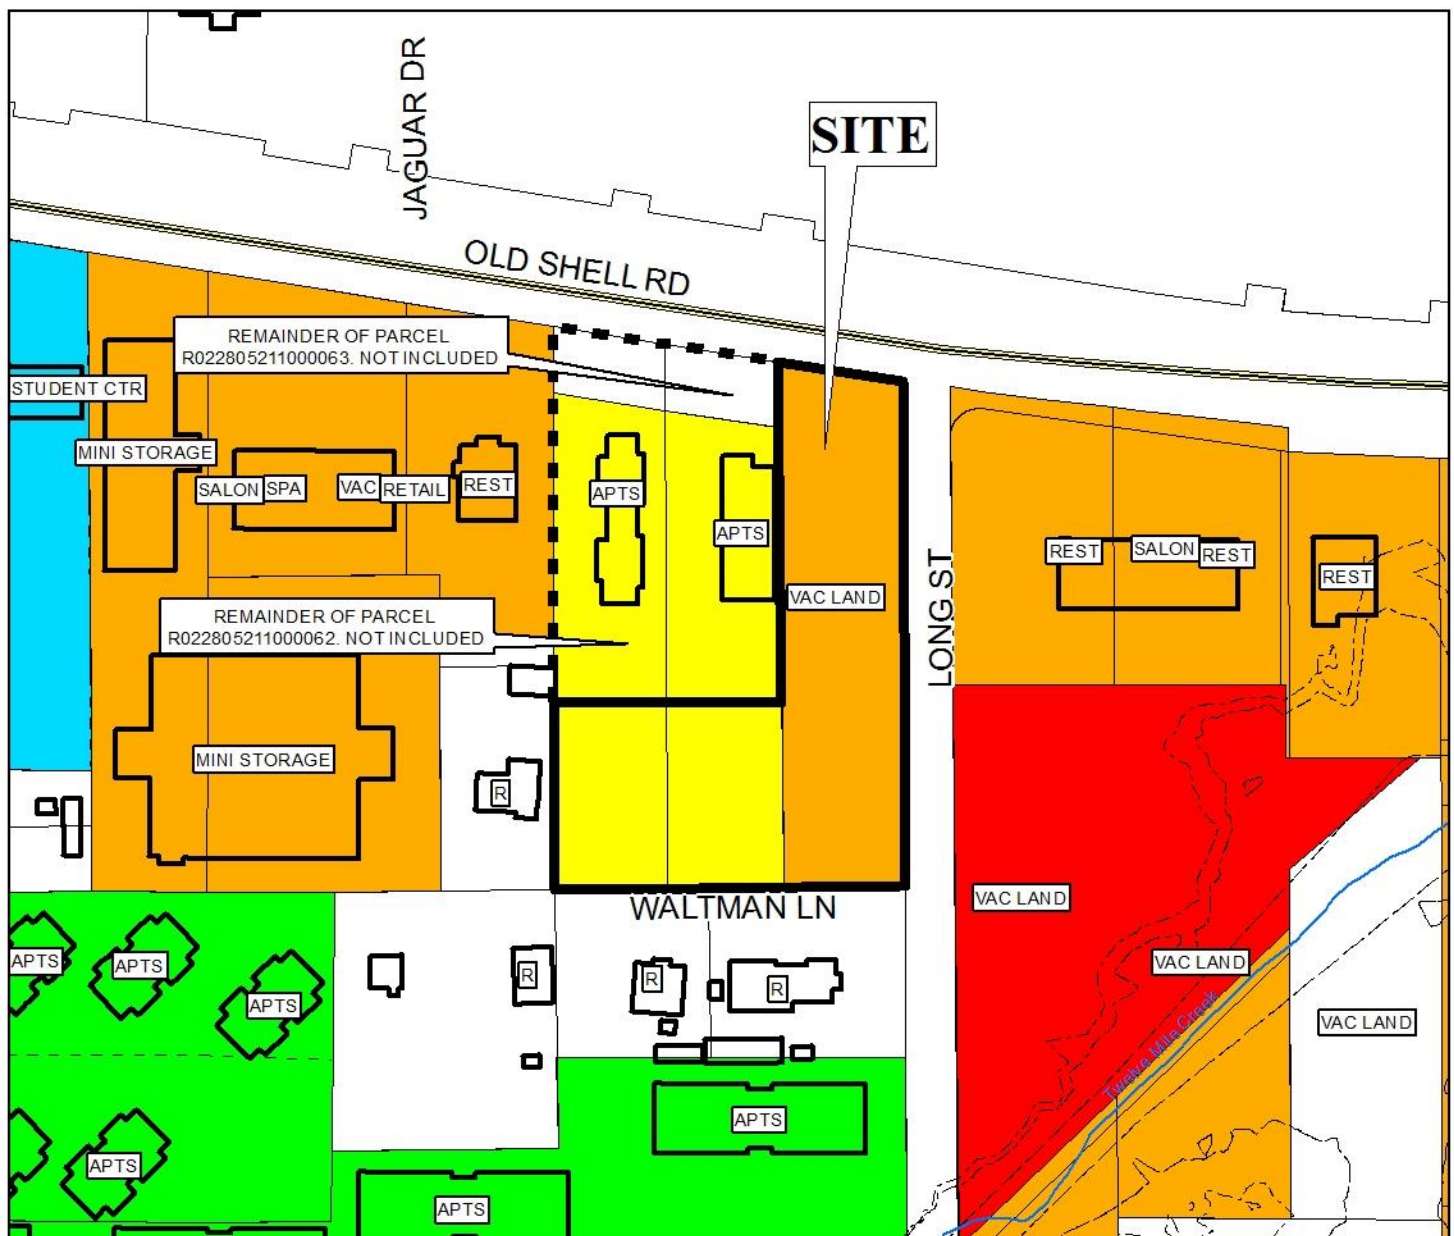 JAGUAR DR
SITE
OLD SHELL RD
REMAINDER OF PARCEL
R022805211000063. NOT INCLUDED
STUDENT CTR
MINI STORAGE
SALON
SPA
VAC
RETAIL
REST
APTS
APTS
VAC LAND
LONG ST
REST
SALON
REST
REST
REMAINDER OF PARCEL
R022805211000062. NOT INCLUDED
MINI STORAGE
R
VAC LAND
WALTMAN LN
APTS
APTS
APTS
R
R
R
VAC LAND
VAC LAND
Twelve Mile Creek
APTS
APTS
APTS